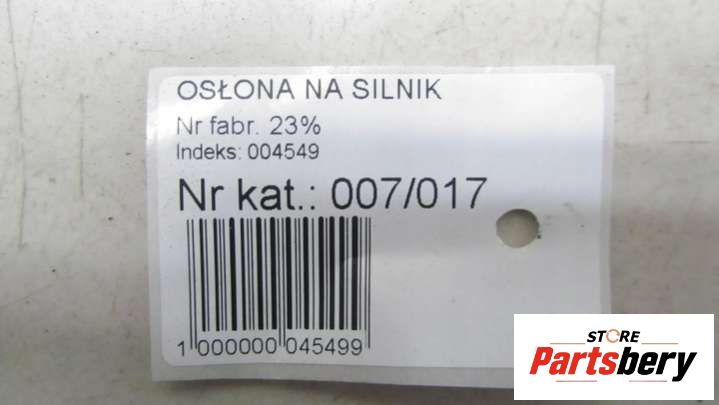 OSŁONA NA SILNIK
Nr fabr. 23%
Indeks: 004549
Nr kat.: 007/017
1 000000 045499
STORE
Partsbery